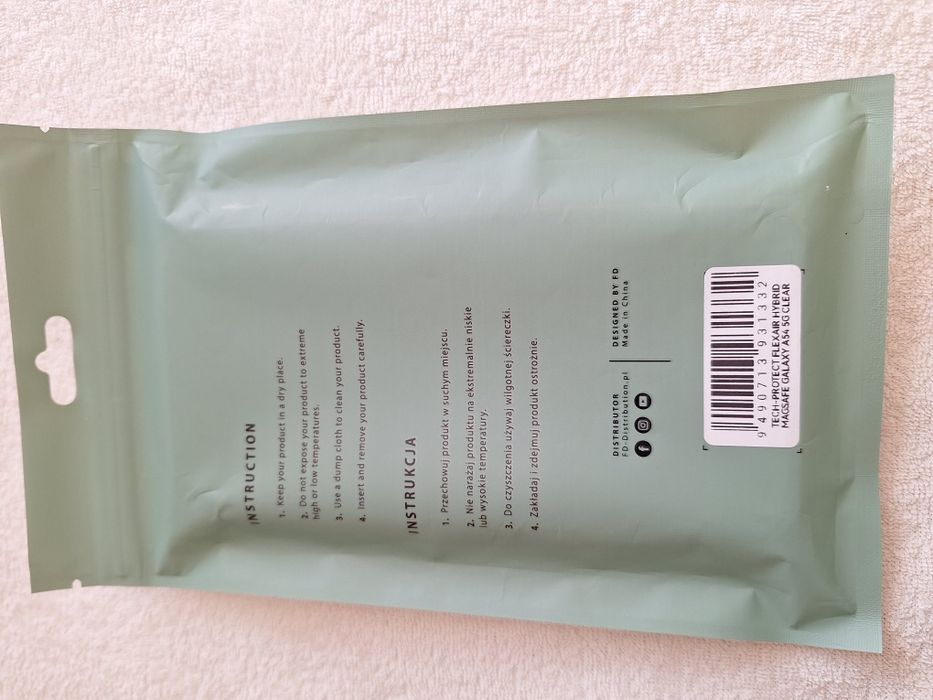 INSTRUCTION
1. Keep your product in a dry place.
2. Do not expose your product to extreme
high or low temperatures.
3. Use a dump cloth to clean your product.
4. Insert and remove your product carefully.
INSTRUKCJA
1. Przechowuj produkt w suchym miejscu.
2. Nie narażaj produktu na ekstremalnie niskie
lub wysokie temperatury.
3. Do czyszczenia używaj wilgotnej ściereczki.
4. Zakładaj i zdejmuj produkt ostrożnie.
DISTRIBUTOR
FD-Distribution.pl
DESIGNED BY FD
Made in China
9 490713 931332
TECH-PROTECT FLEXAIR HYBRID
MAGSAFE GALAXY A55 5G CLEAR